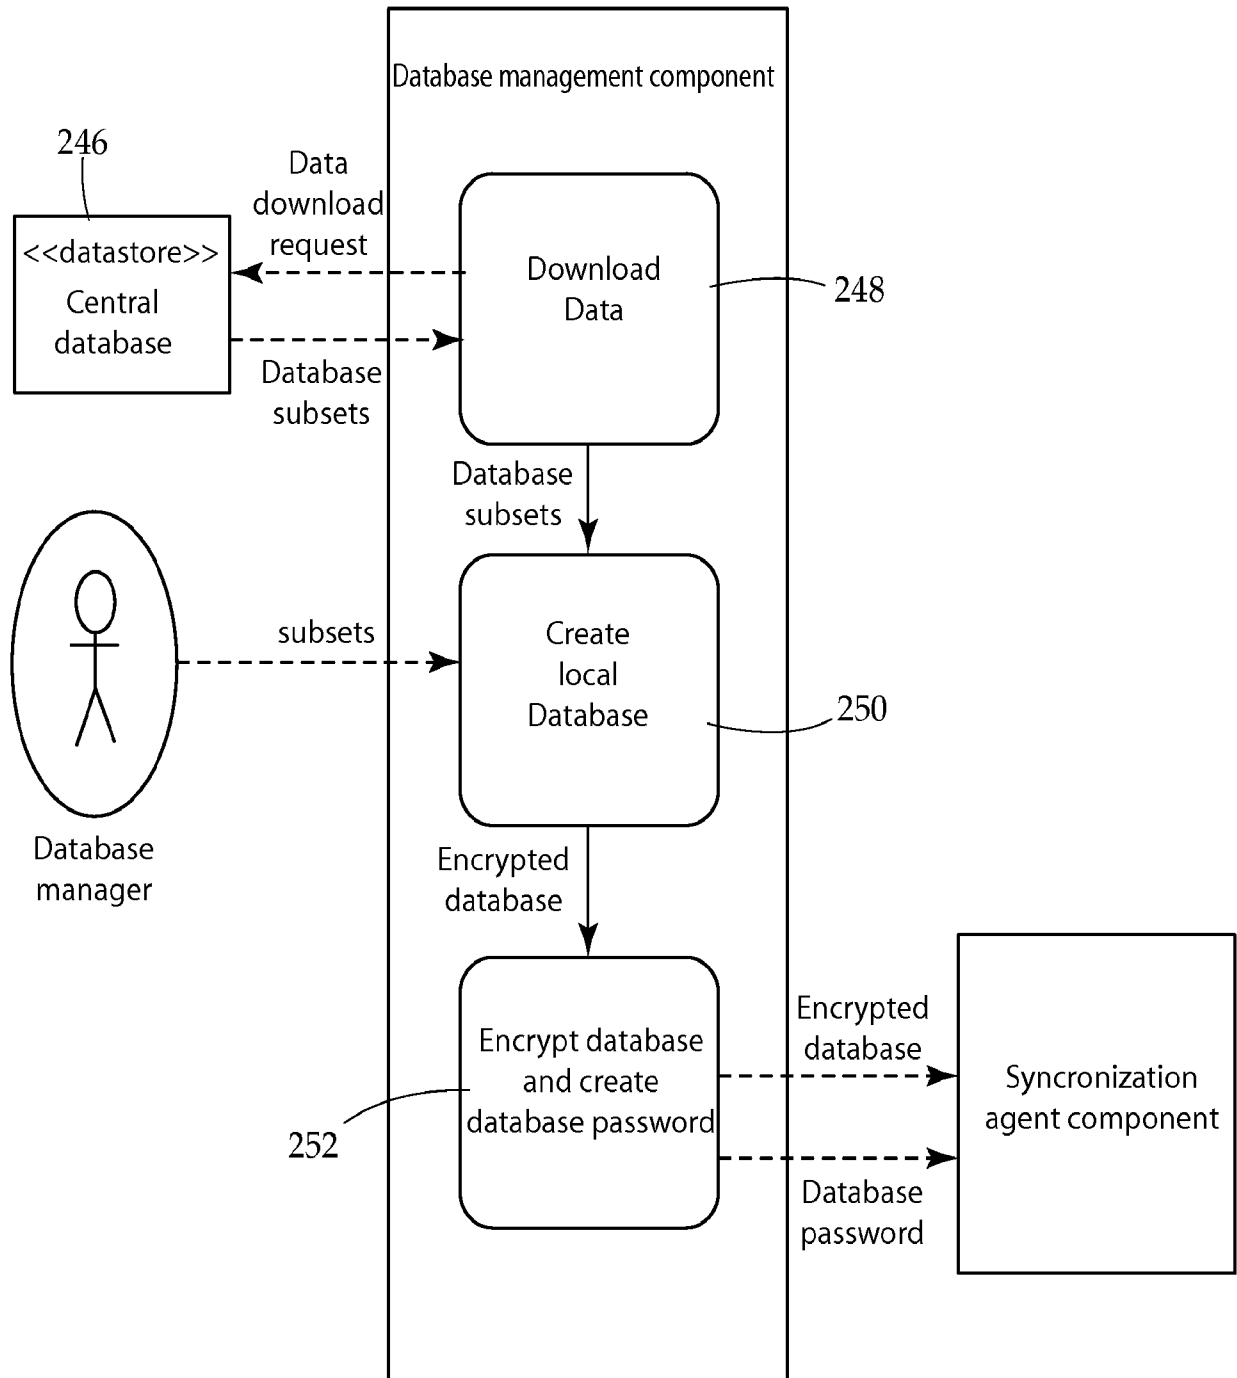 Database management component
246
Data
download
request
<<datastore>>
Central
database
Download
Data
248
Database
subsets
Database
subsets
subsets
Create
local
Database
250
Database
manager
Encrypted
database
Encrypt database
and create
database password
252
Encrypted
database
Syncronization
agent component
Database
password